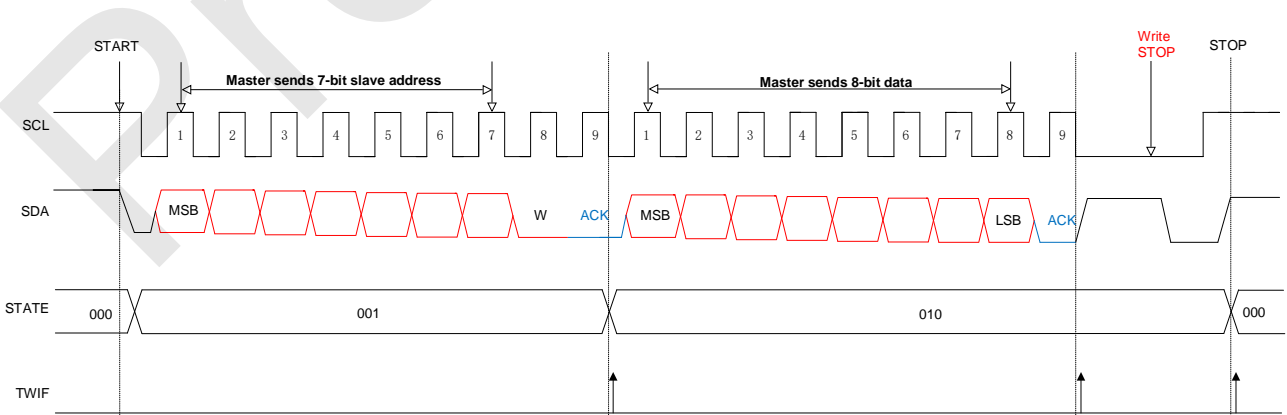 Write
START
STOP
STOP
Master sends 7-bit slave address
Master sends 8-bit data
SCL
1 2 3 4 5 6 7 8 9 1 2 3 4 5 6 7 8 9
SDA
MSB W ACK MSB LSB ACK
STATE
000 001 010 000
TWIF